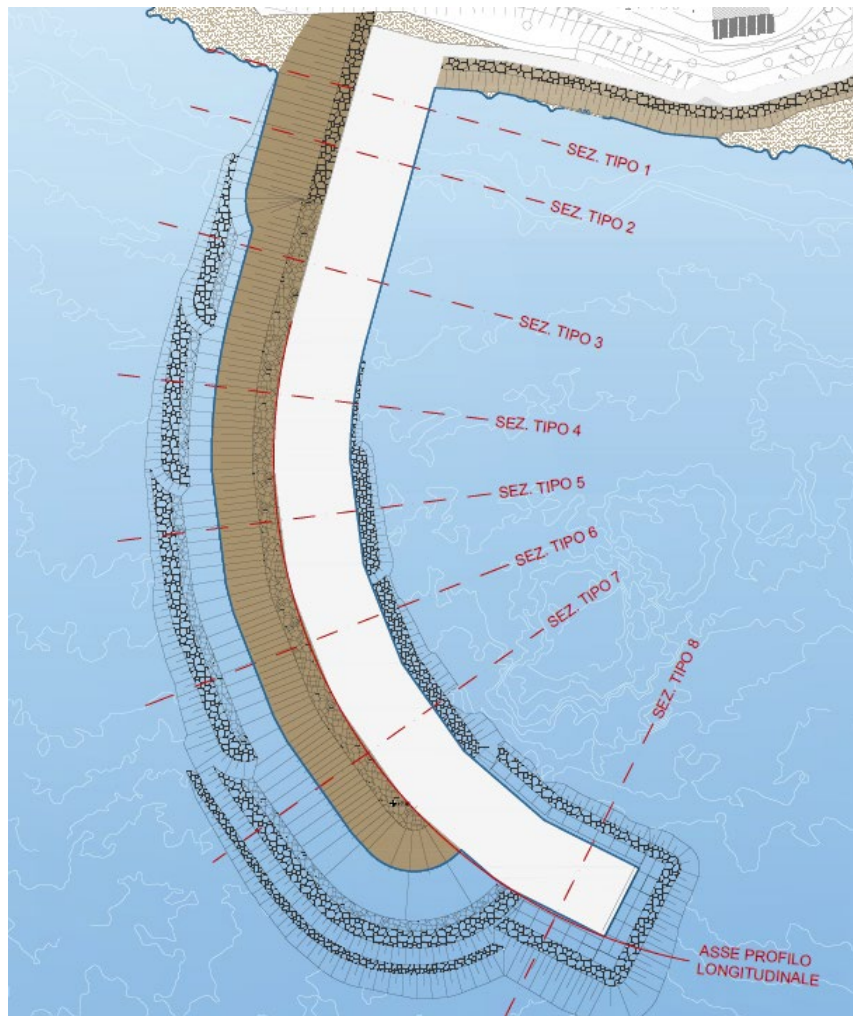 SEZ. TIPO 1
SEZ. TIPO 2
SEZ. TIPO 3
SEZ. TIPO 4
SEZ. TIPO 5
SEZ. TIPO 6
SEZ. TIPO 7
SEZ. TIPO 8
ASSE PROFILO
LONGITUDINALE